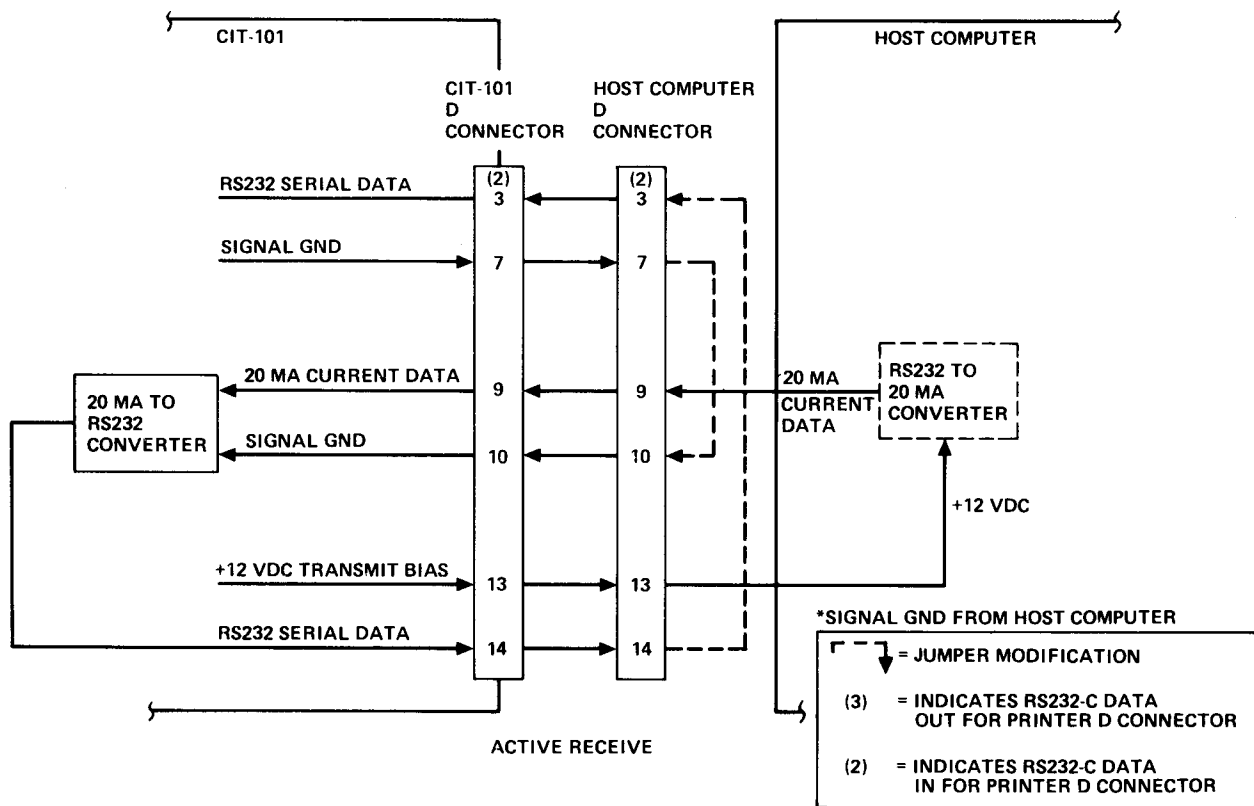 CIT-101
HOST COMPUTER
CIT-101
D
CONNECTOR
HOST COMPUTER
D
CONNECTOR
RS232 SERIAL DATA
(2)
3
(2)
3
SIGNAL GND
7
7
20 MA CURRENT DATA
9
9
20 MA
CURRENT
DATA
RS232 TO
20 MA
CONVERTER
20 MA TO
RS232
CONVERTER
SIGNAL GND
10
10
+12 VDC
+12 VDC TRANSMIT BIAS
13
13
RS232 SERIAL DATA
14
14
*SIGNAL GND FROM HOST COMPUTER
= JUMPER MODIFICATION
(3) = INDICATES RS232-C DATA
OUT FOR PRINTER D CONNECTOR
(2) = INDICATES RS232-C DATA
IN FOR PRINTER D CONNECTOR
ACTIVE RECEIVE